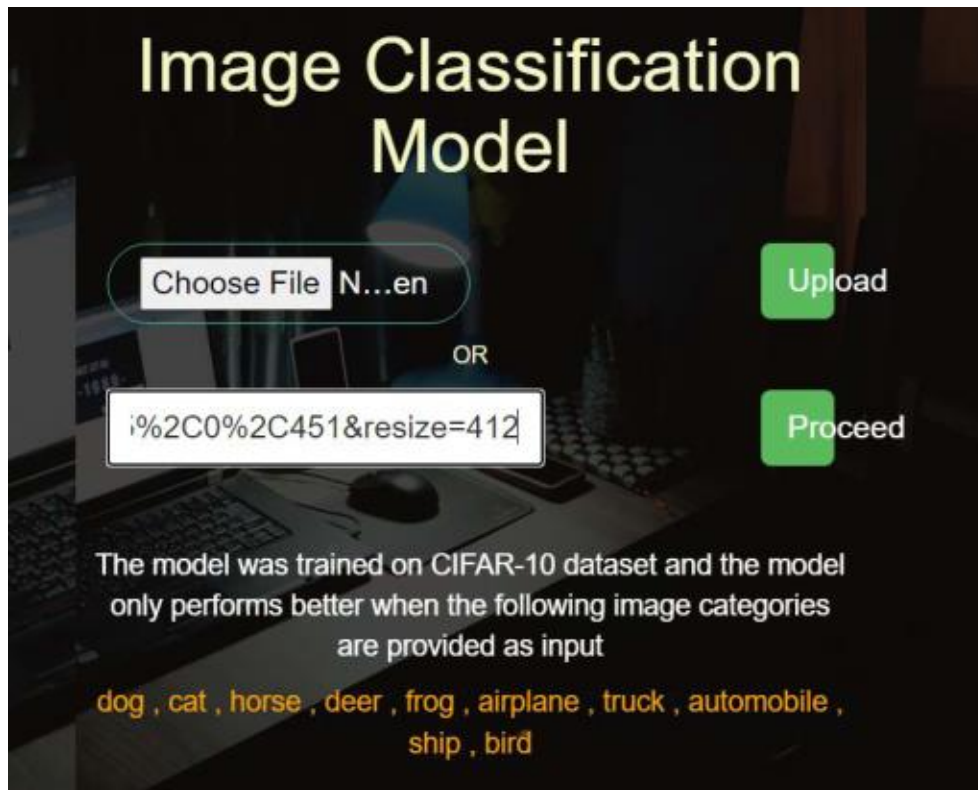 Image Classification
Model
Choose File N...en
Upload
OR
%2C0%2C451&resize=412
Proceed
The model was trained on CIFAR-10 dataset and the model
only performs better when the following image categories
are provided as input
dog , cat , horse , deer , frog , airplane , truck , automobile ,
ship , bird